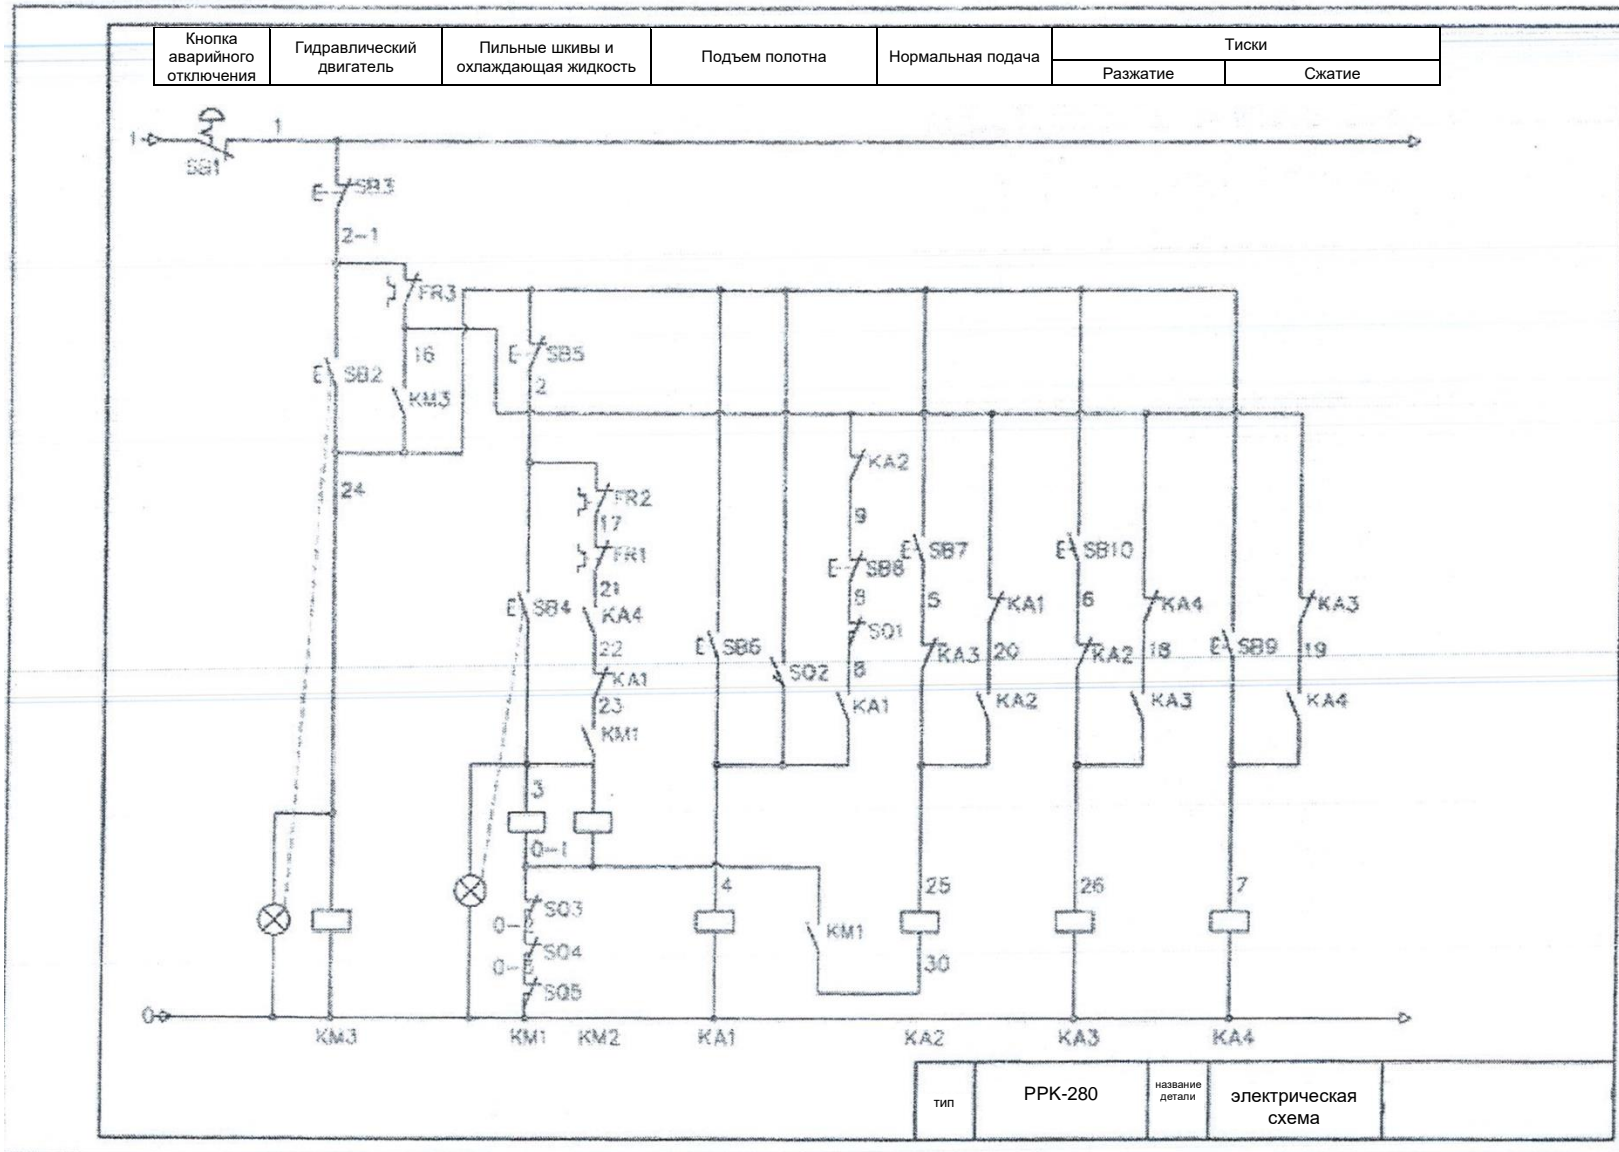 Кнопка
аварийного
отключения
Гидравлический
двигатель
Пильные шкивы и
охлаждающая жидкость
Подъем полотна
Нормальная подача
Тиски
Разжатие
Сжатие
1
1
SB1
SB3
2-1
FR3
16
SB2
KM3
24
SB5
2
FR2
17
FR1
21
SB4
KA4
22
KA1
23
KM1
3
0-1
SQ3
0-
SQ4
0-
SQ5
SB6
SQ2
4
KA2
9
SB8
8
SQ1
8
KA1
KM1
SB7
5
KA3
KA1
20
KA2
25
30
SB10
6
KA2
KA4
18
KA3
26
SB9
KA3
19
KA4
7
0
KM3
KM1
KM2
KA1
KA2
KA3
KA4
тип
PPK-280
название
детали
электрическая
схема